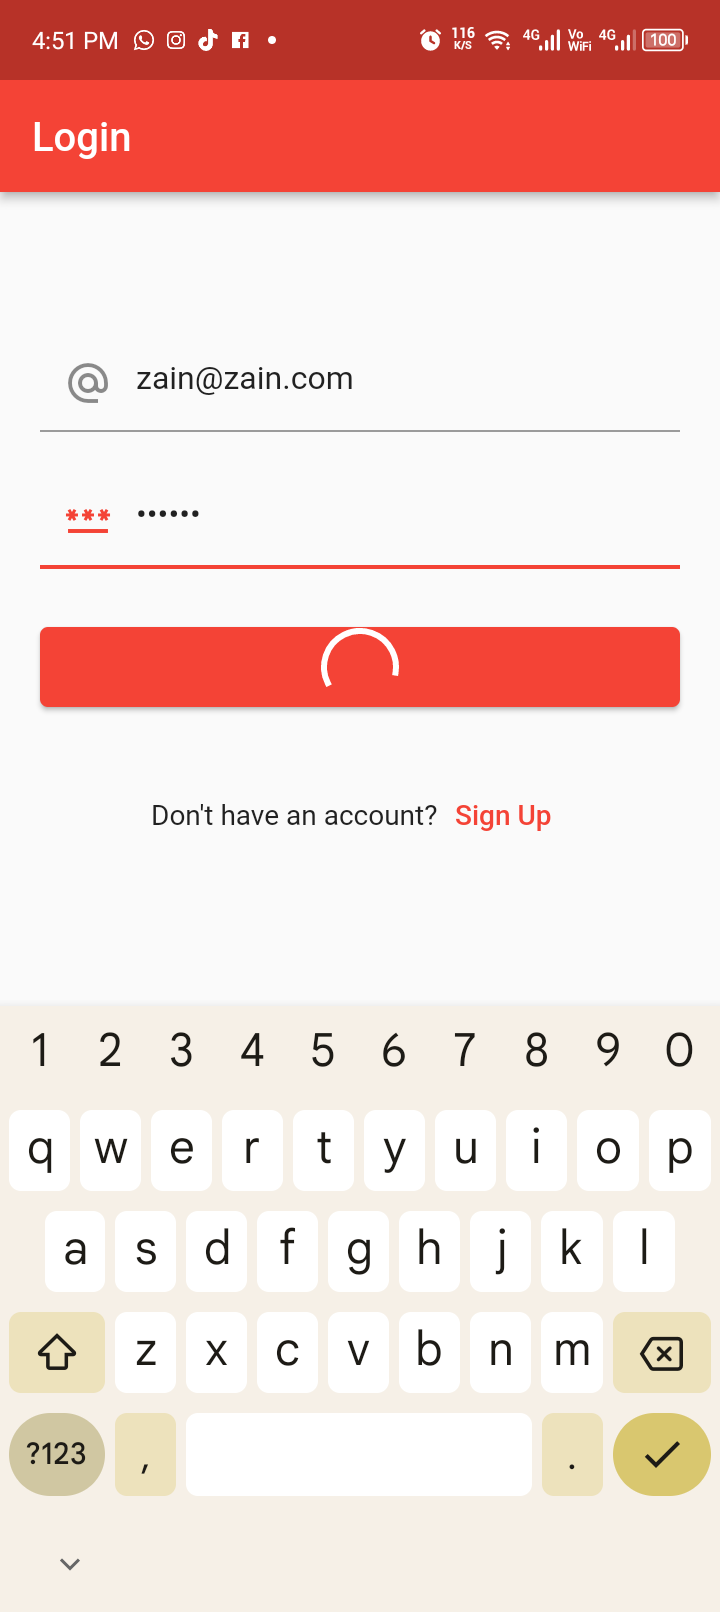 4:51 PM 116 K/S 4G Vo WiFi 4G 100
Login
@ zain@zain.com
*** ••••••
Don't have an account? Sign Up
1 2 3 4 5 6 7 8 9 0
q w e r t y u i o p
a s d f g h j k l
z x c v b n m
?123 , .